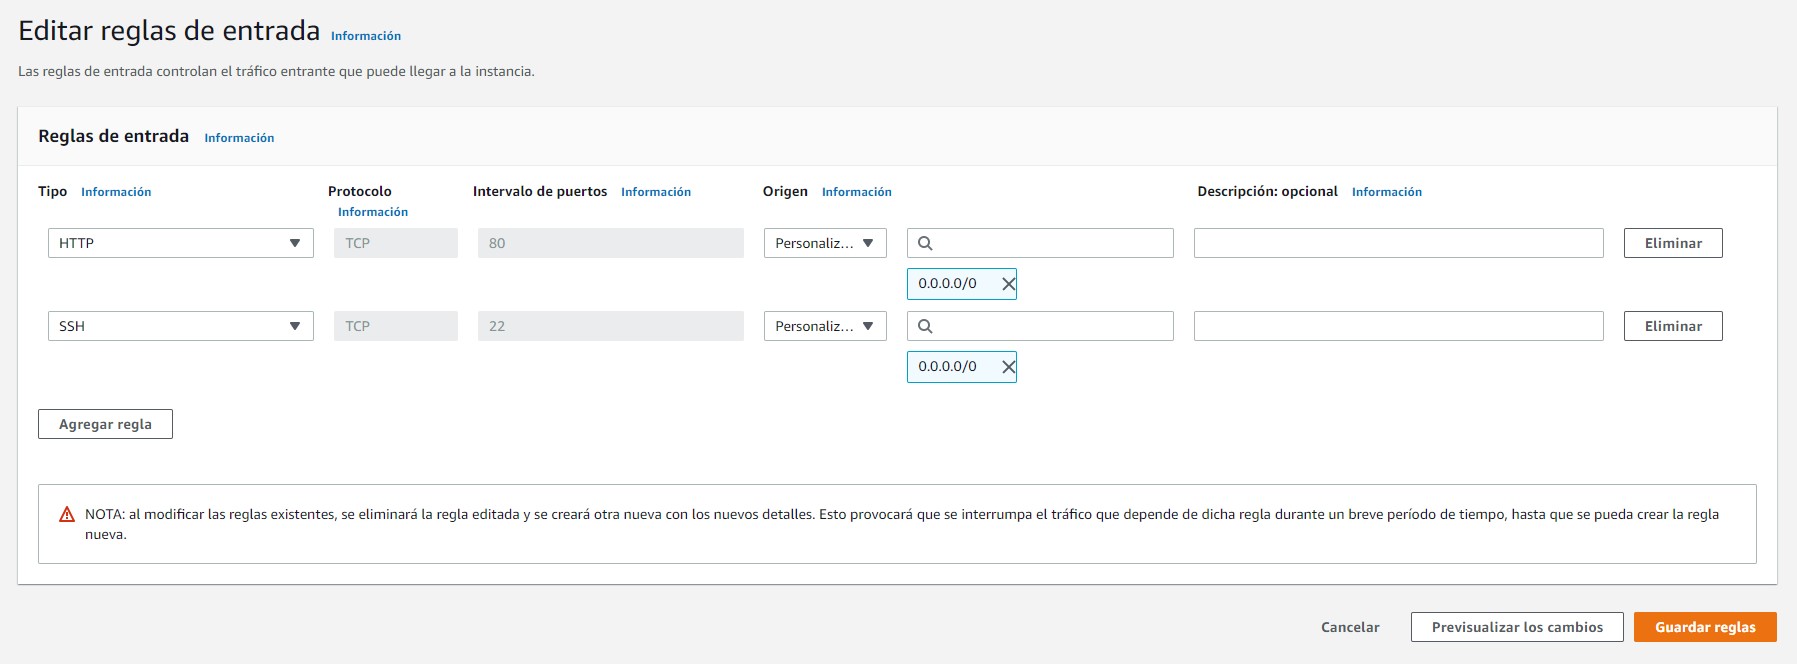 Editar reglas de entrada Información
Las reglas de entrada controlan el tráfico entrante que puede llegar a la instancia.
Reglas de entrada Información
Tipo Información Protocolo Intervalo de puertos Información Origen Información Descripción: opcional Información
Información
HTTP TCP 80 Personaliz... Eliminar
0.0.0.0/0
SSH TCP 22 Personaliz... Eliminar
0.0.0.0/0
Agregar regla
NOTA: al modificar las reglas existentes, se eliminará la regla editada y se creará otra nueva con los nuevos detalles. Esto provocará que se interrumpa el tráfico que depende de dicha regla durante un breve período de tiempo, hasta que se pueda crear la regla
nueva.
Cancelar Previsualizar los cambios Guardar reglas